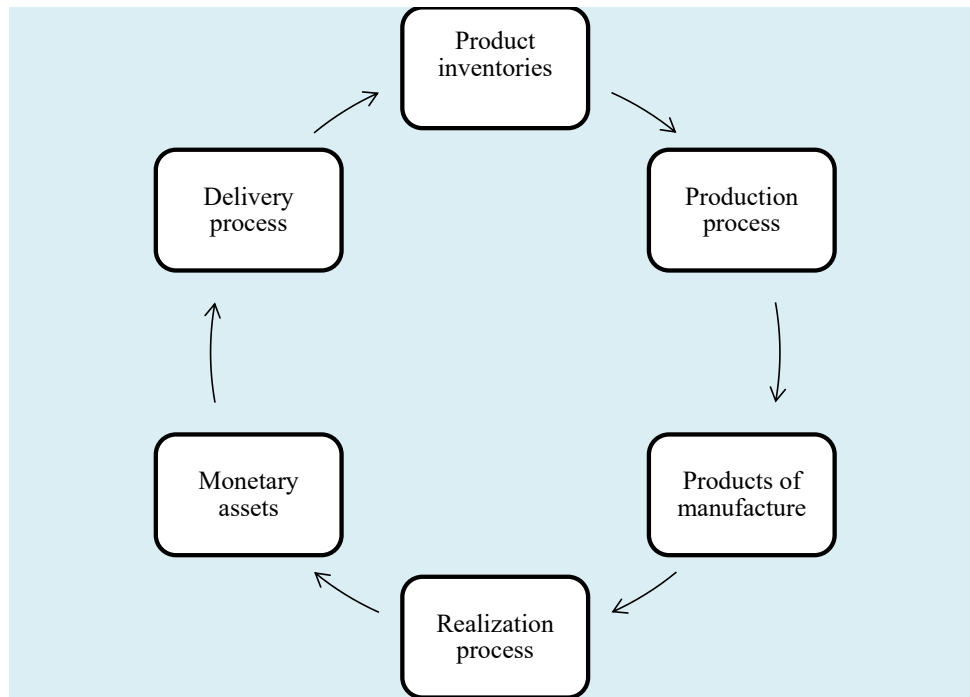 Product
inventories
Production
process
Products of
manufacture
Realization
process
Monetary
assets
Delivery
process